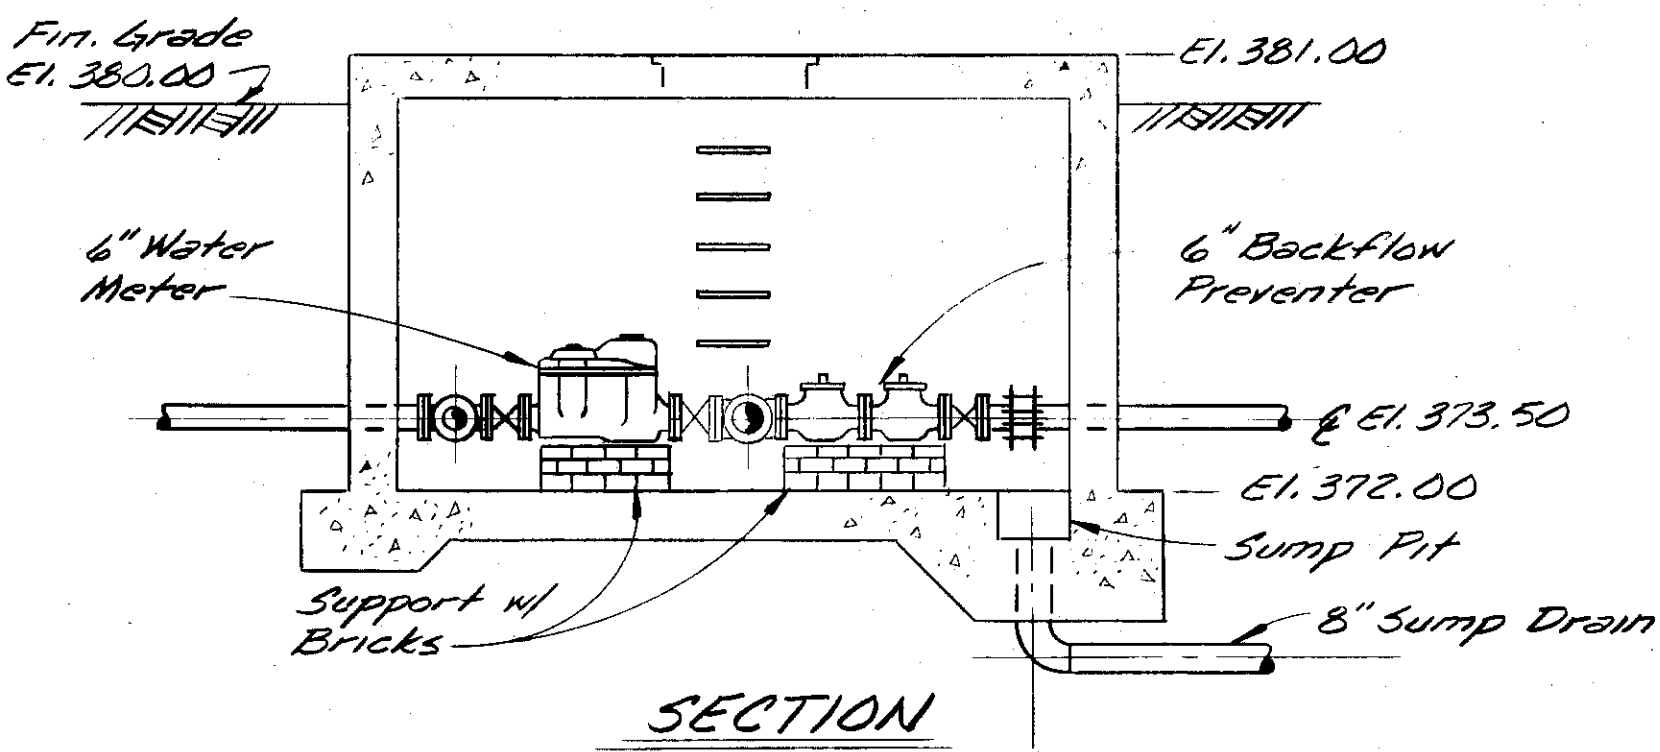 Fin. Grade
El. 380.00
El. 381.00
6" Water
Meter
6" Backflow
Preventer
℄ El. 373.50
El. 372.00
Sump Pit
Support w/
Bricks
8" Sump Drain
SECTION